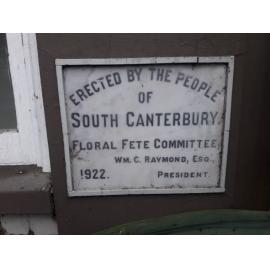 ERECTED BY THE PEOPLE
OF
SOUTH CANTERBURY.
FLORAL FETE COMMITTEE,
WM. C. RAYMOND, ESQ.,
1922. PRESIDENT.